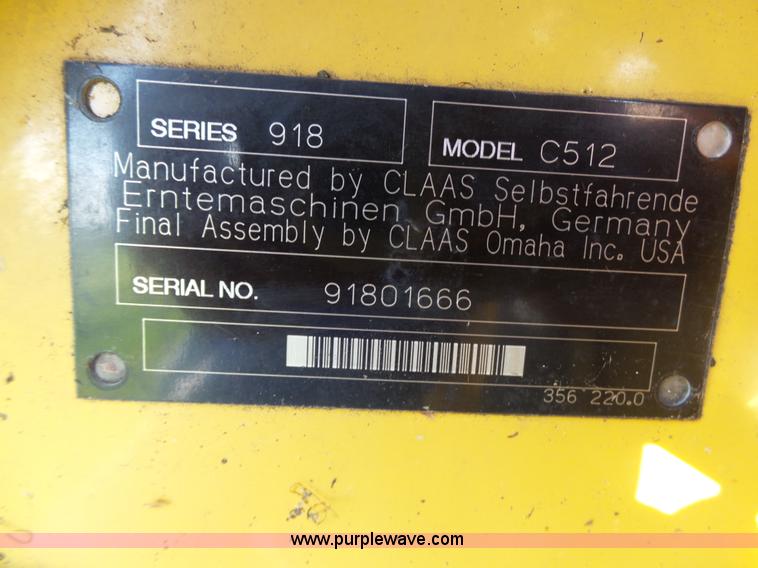 SERIES 918
MODEL C512
Manufactured by CLAAS Selbstfahrende
Erntemaschinen GmbH, Germany
Final Assembly by CLAAS Omaha Inc. USA
SERIAL NO. 91801666
356 220.0
www.purplewave.com